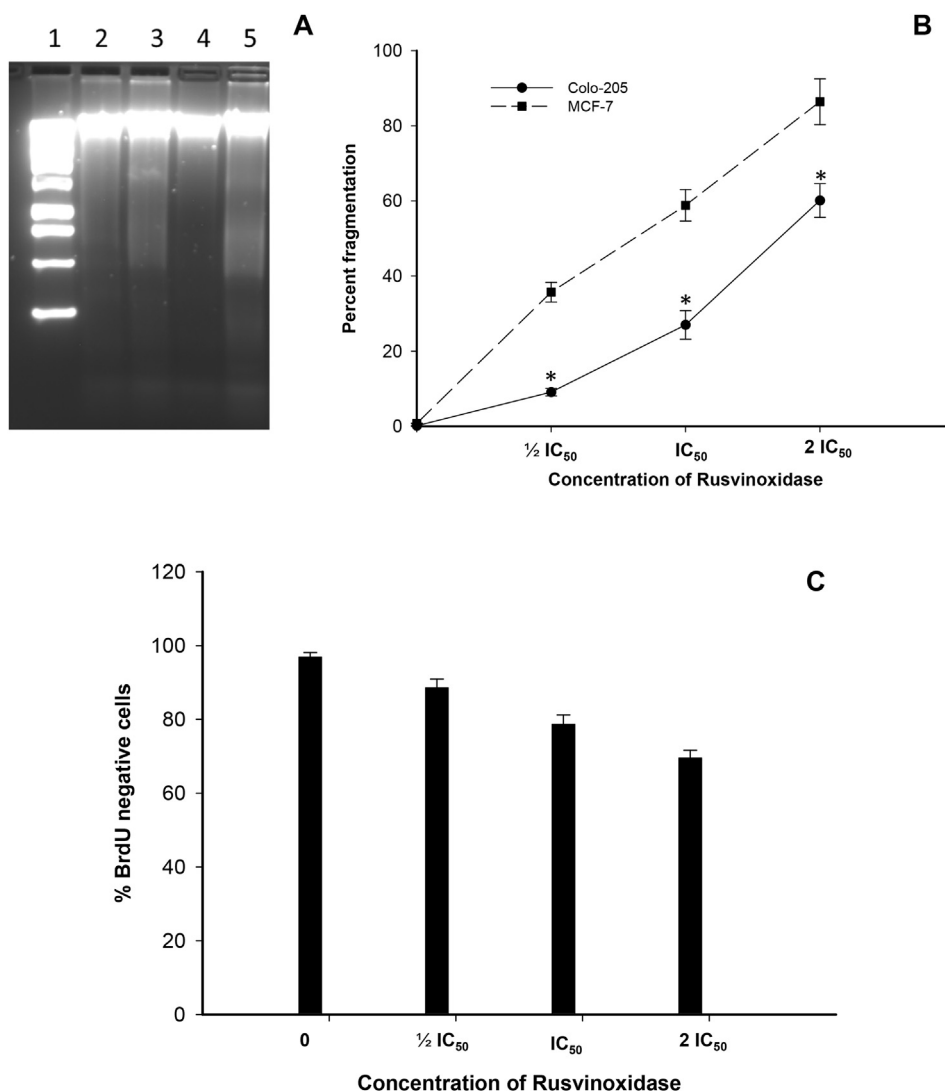 1 2 3 4 5
A
B
100
80
60
40
20
0
Percent fragmentation
Colo-205
MCF-7
*
*
*
½ IC50
IC50
2 IC50
Concentration of Rusvinoxidase
C
120
100
80
60
40
20
0
% BrdU negative cells
0
½ IC50
IC50
2 IC50
Concentration of Rusvinoxidase